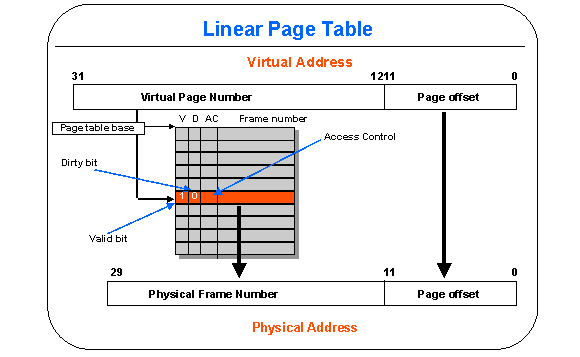 Linear Page Table
Virtual Address
31 1211 0
Virtual Page Number Page offset
V D AC Frame number
Page table base
Access Control
Dirty bit
1 0
Valid bit
29 11 0
Physical Frame Number Page offset
Physical Address